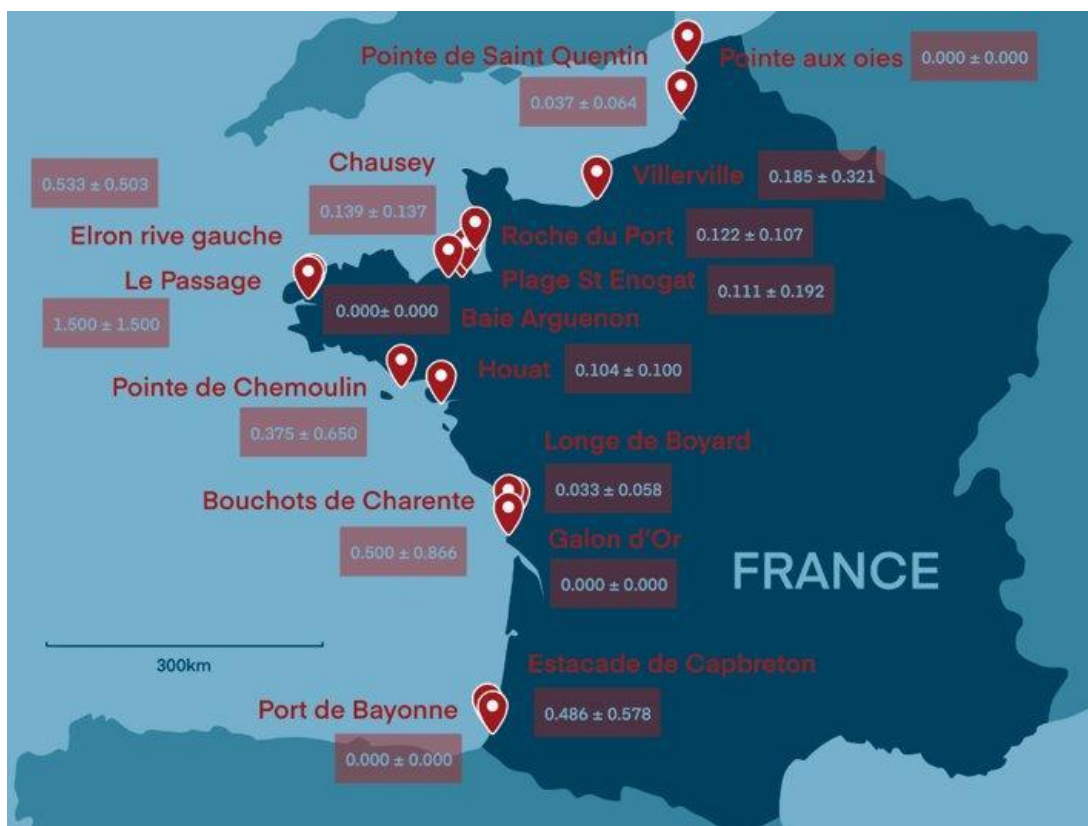 Pointe de Saint Quentin
0.037 ± 0.064
Pointe aux oies
0.000 ± 0.000
Chausey
0.139 ± 0.137
Villerville
0.185 ± 0.321
0.533 ± 0.503
Elron rive gauche
Roche du Port
0.122 ± 0.107
Le Passage
1.500 ± 1.500
Plage St Enogat
0.111 ± 0.192
0.000± 0.000
Baie Arguenon
Houat
0.104 ± 0.100
Pointe de Chemoulin
0.375 ± 0.650
Longe de Boyard
0.033 ± 0.058
Bouchots de Charente
0.500 ± 0.866
Galon d'Or
0.000 ± 0.000
FRANCE
300km
Estacade de Capbreton
0.486 ± 0.578
Port de Bayonne
0.000 ± 0.000